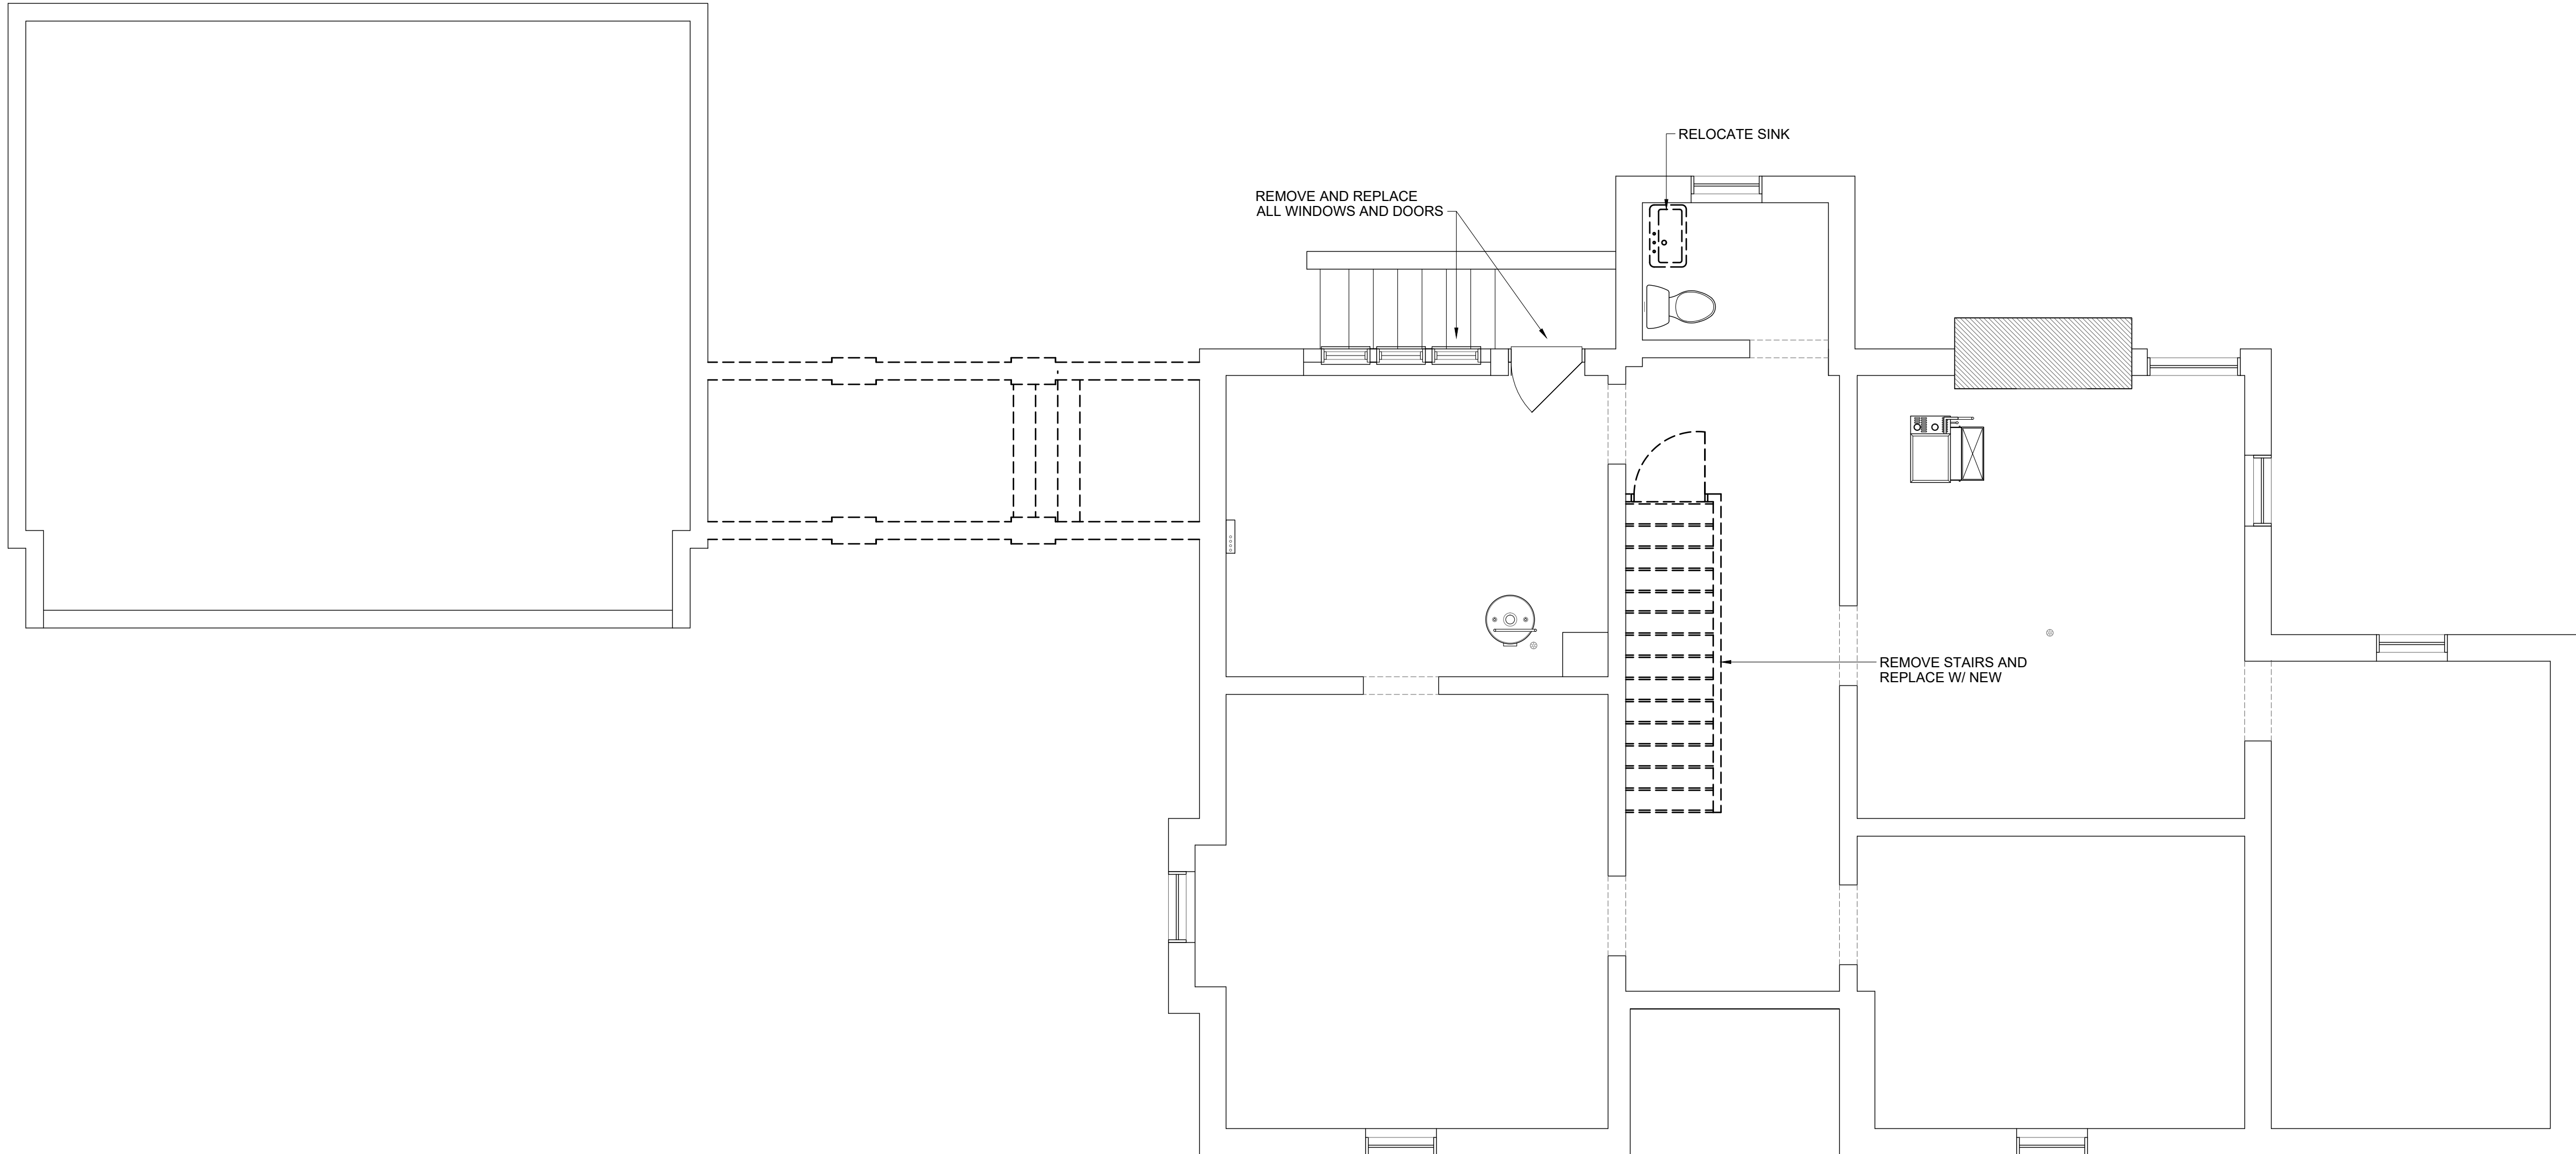 RELOCATE SINK
REMOVE AND REPLACE
ALL WINDOWS AND DOORS
REMOVE STAIRS AND
REPLACE W/ NEW